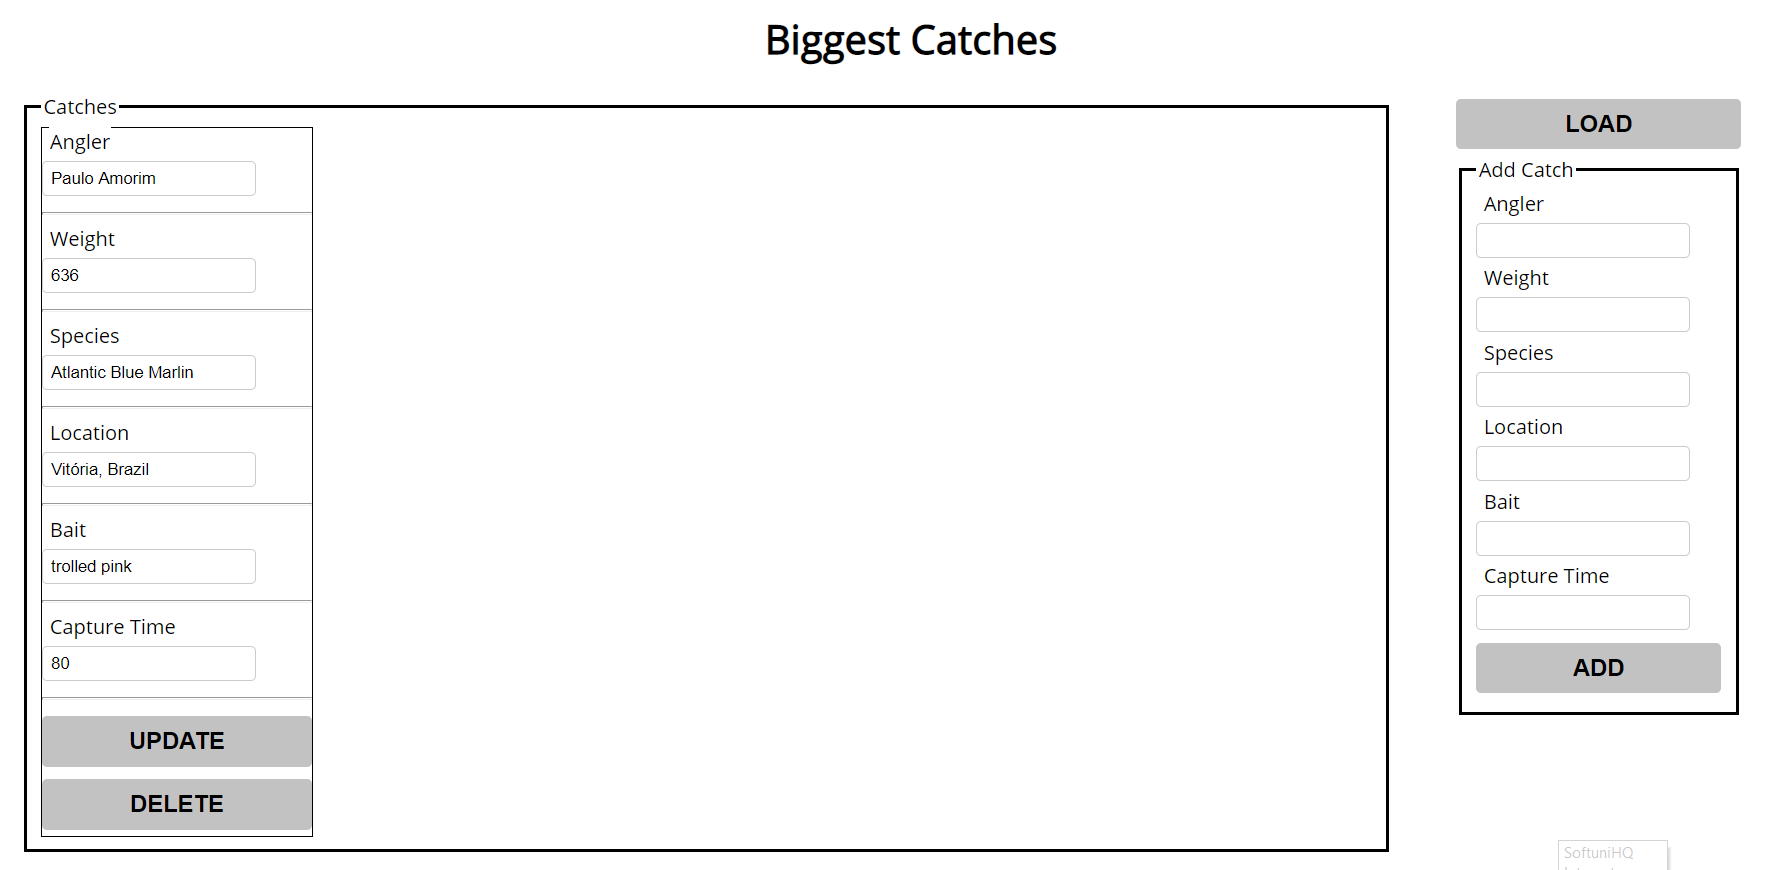 Biggest Catches
Catches
Angler
Paulo Amorim
Weight
636
Species
Atlantic Blue Marlin
Location
Vitória, Brazil
Bait
trolled pink
Capture Time
80
UPDATE
DELETE
LOAD
Add Catch
Angler
Weight
Species
Location
Bait
Capture Time
ADD
SoftuniHQ